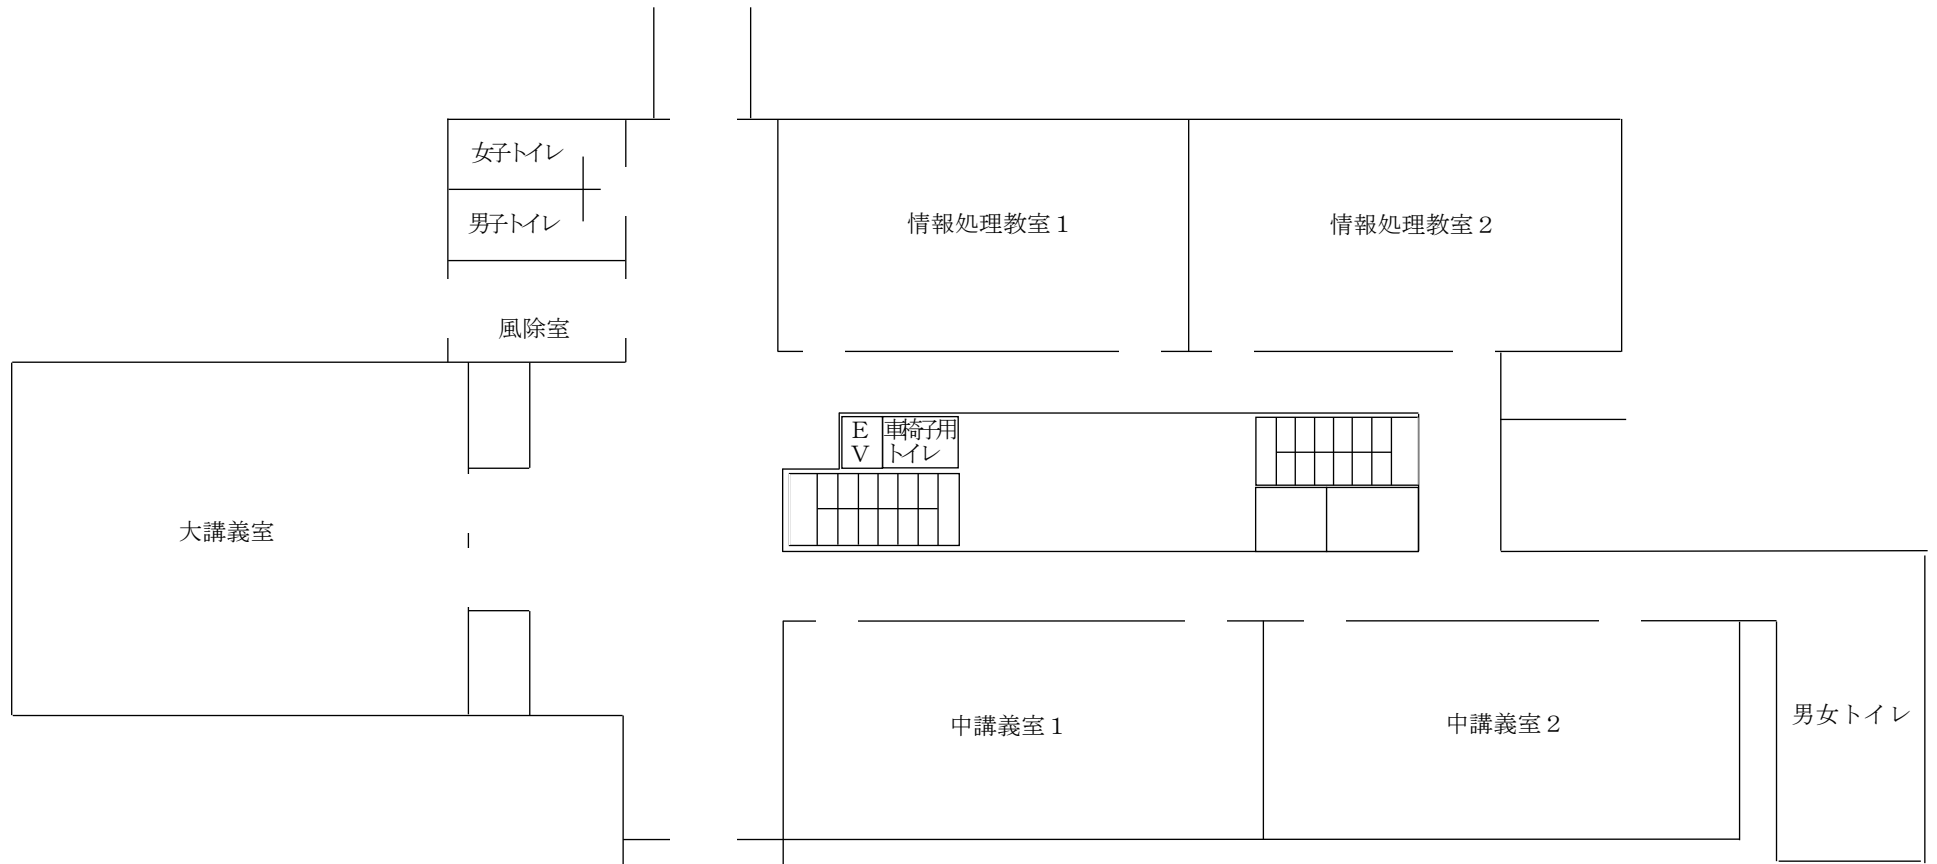 女子トイレ
男子トイレ
情報処理教室１
情報処理教室２
風除室
EV
車椅子用
トイレ
大講義室
中講義室１
中講義室２
男女トイレ